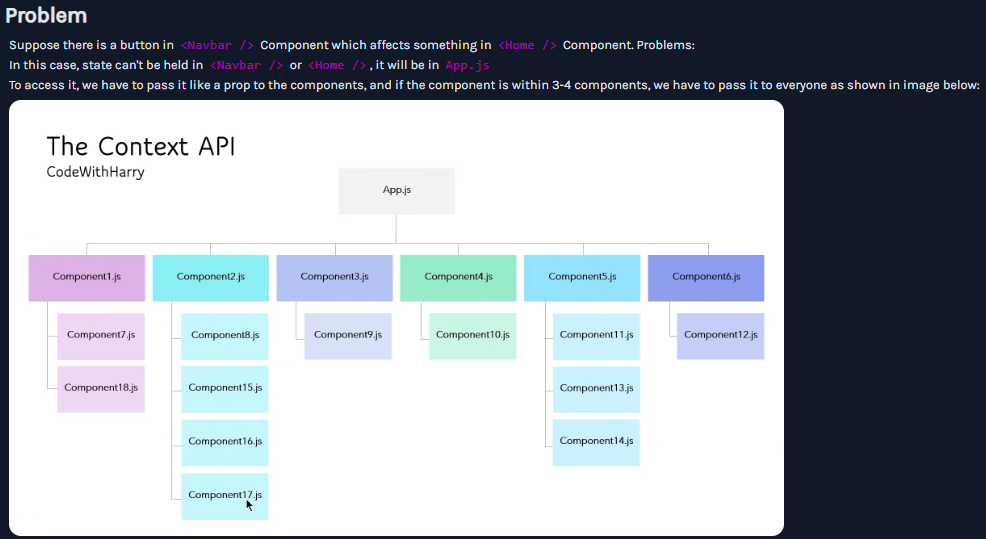 Problem
Suppose there is a button in <Navbar /> Component which affects something in <Home /> Component. Problems:
In this case, state can't be held in <Navbar /> or <Home />, it will be in App.js
To access it, we have to pass it like a prop to the components, and if the component is within 3-4 components, we have to pass it to everyone as shown in image below:
The Context API
CodeWithHarry
App.js
Component1.js Component2.js Component3.js Component4.js Component5.js Component6.js
Component7.js Component8.js Component9.js Component10.js Component11.js Component12.js
Component18.js Component15.js Component13.js
Component16.js Component14.js
Component17.js